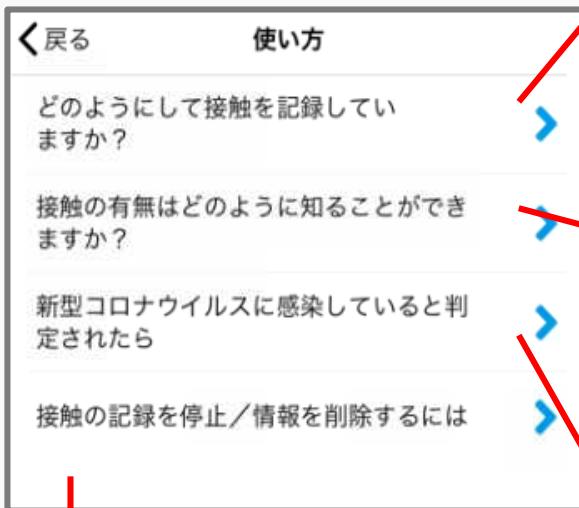 戻る 使い方
どのようにして接触を記録してい
ますか？
接触の有無はどのように知ることができ
ますか？
新型コロナウイルスに感染していると判
定されたら
接触の記録を停止／情報を削除するには